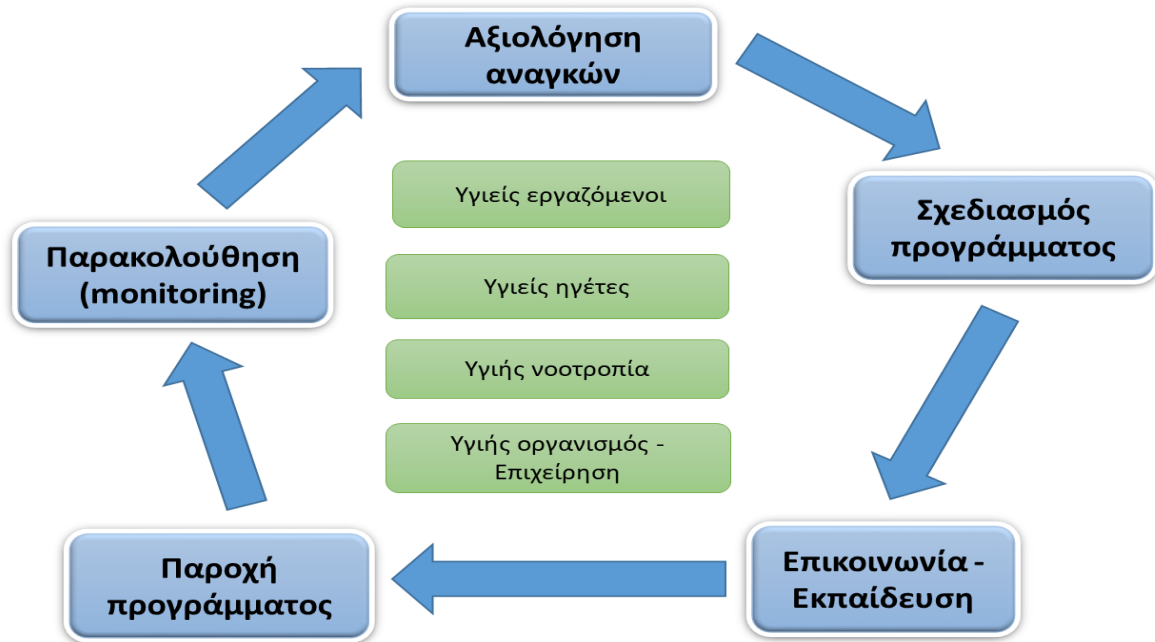 Αξιολόγηση
αναγκών
Σχεδιασμός
προγράμματος
Επικοινωνία -
Εκπαίδευση
Παροχή
προγράμματος
Παρακολούθηση
(monitoring)
Υγιείς εργαζόμενοι
Υγιείς ηγέτες
Υγιής νοοτροπία
Υγιής οργανισμός -
Επιχείρηση